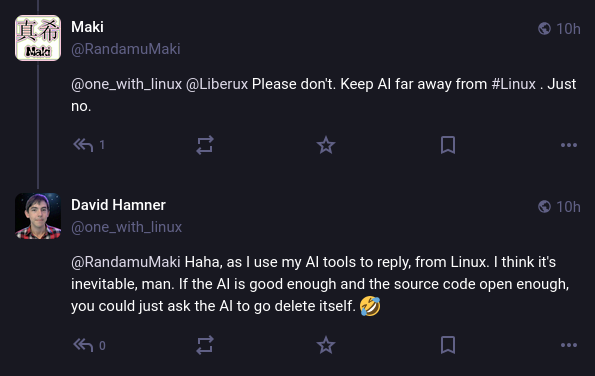 真希
Maki
Maki
10h
@RandamuMaki
@one_with_linux @Liberux Please don't. Keep AI far away from #Linux . Just
no.
1
David Hamner
10h
@one_with_linux
@RandamuMaki Haha, as I use my AI tools to reply, from Linux. I think it's
inevitable, man. If the AI is good enough and the source code open enough,
you could just ask the AI to go delete itself. 🤣
0